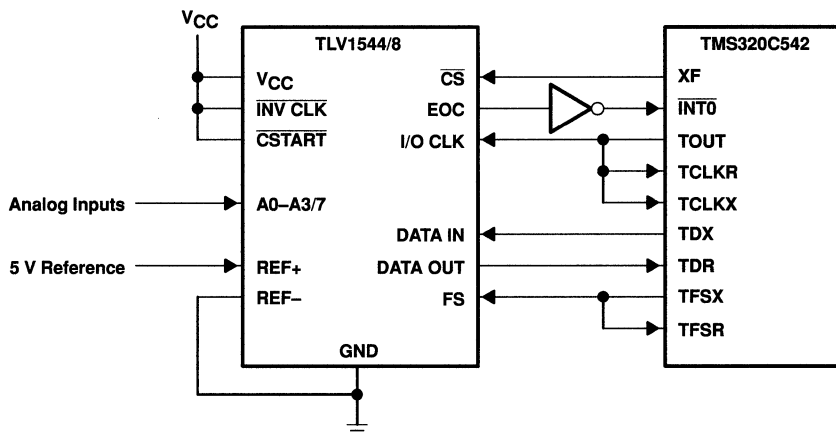 VCC
TLV1544/8
TMS320C542
VCC
CS
XF
INV CLK
EOC
INT0
CSTART
I/O CLK
TOUT
TCLKR
Analog Inputs
A0–A3/7
TCLKX
DATA IN
TDX
5 V Reference
REF+
DATA OUT
TDR
REF–
FS
TFSX
TFSR
GND